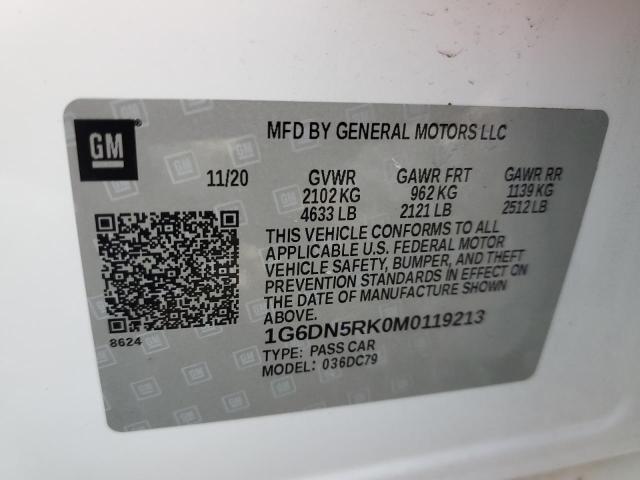 GM
MFD BY GENERAL MOTORS LLC
11/20 GVWR GAWR FRT GAWR RR
2102 KG 962 KG 1139 KG
4633 LB 2121 LB 2512 LB
THIS VEHICLE CONFORMS TO ALL
APPLICABLE U.S. FEDERAL MOTOR
VEHICLE SAFETY, BUMPER, AND THEFT
PREVENTION STANDARDS IN EFFECT ON
THE DATE OF MANUFACTURE SHOWN
ABOVE.
8624
1G6DN5RK0M0119213
TYPE: PASS CAR
MODEL: 036DC79